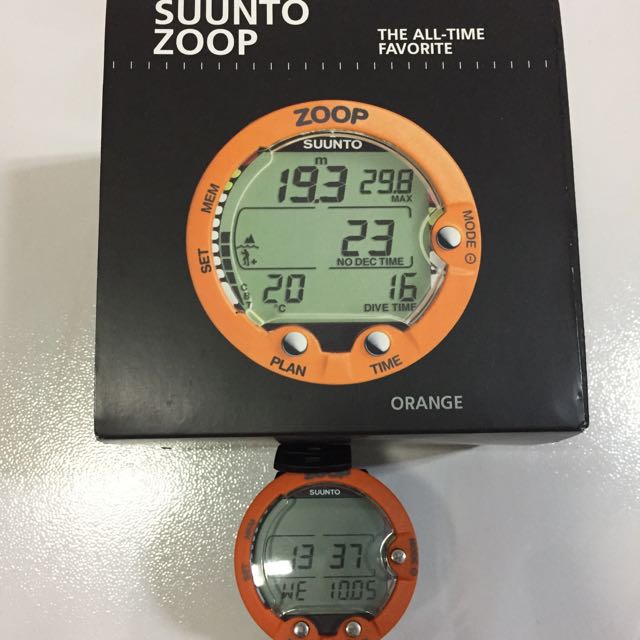 SUUNTO
ZOOP
THE ALL-TIME
FAVORITE
ZOOP
SUUNTO
m
19.3 29.8
MAX
MEM
SET
MODE
23
NO DEC TIME
CBT
20 16
°C DIVE TIME
PLAN TIME
ORANGE
SUUNTO
13 37
WE 10.05